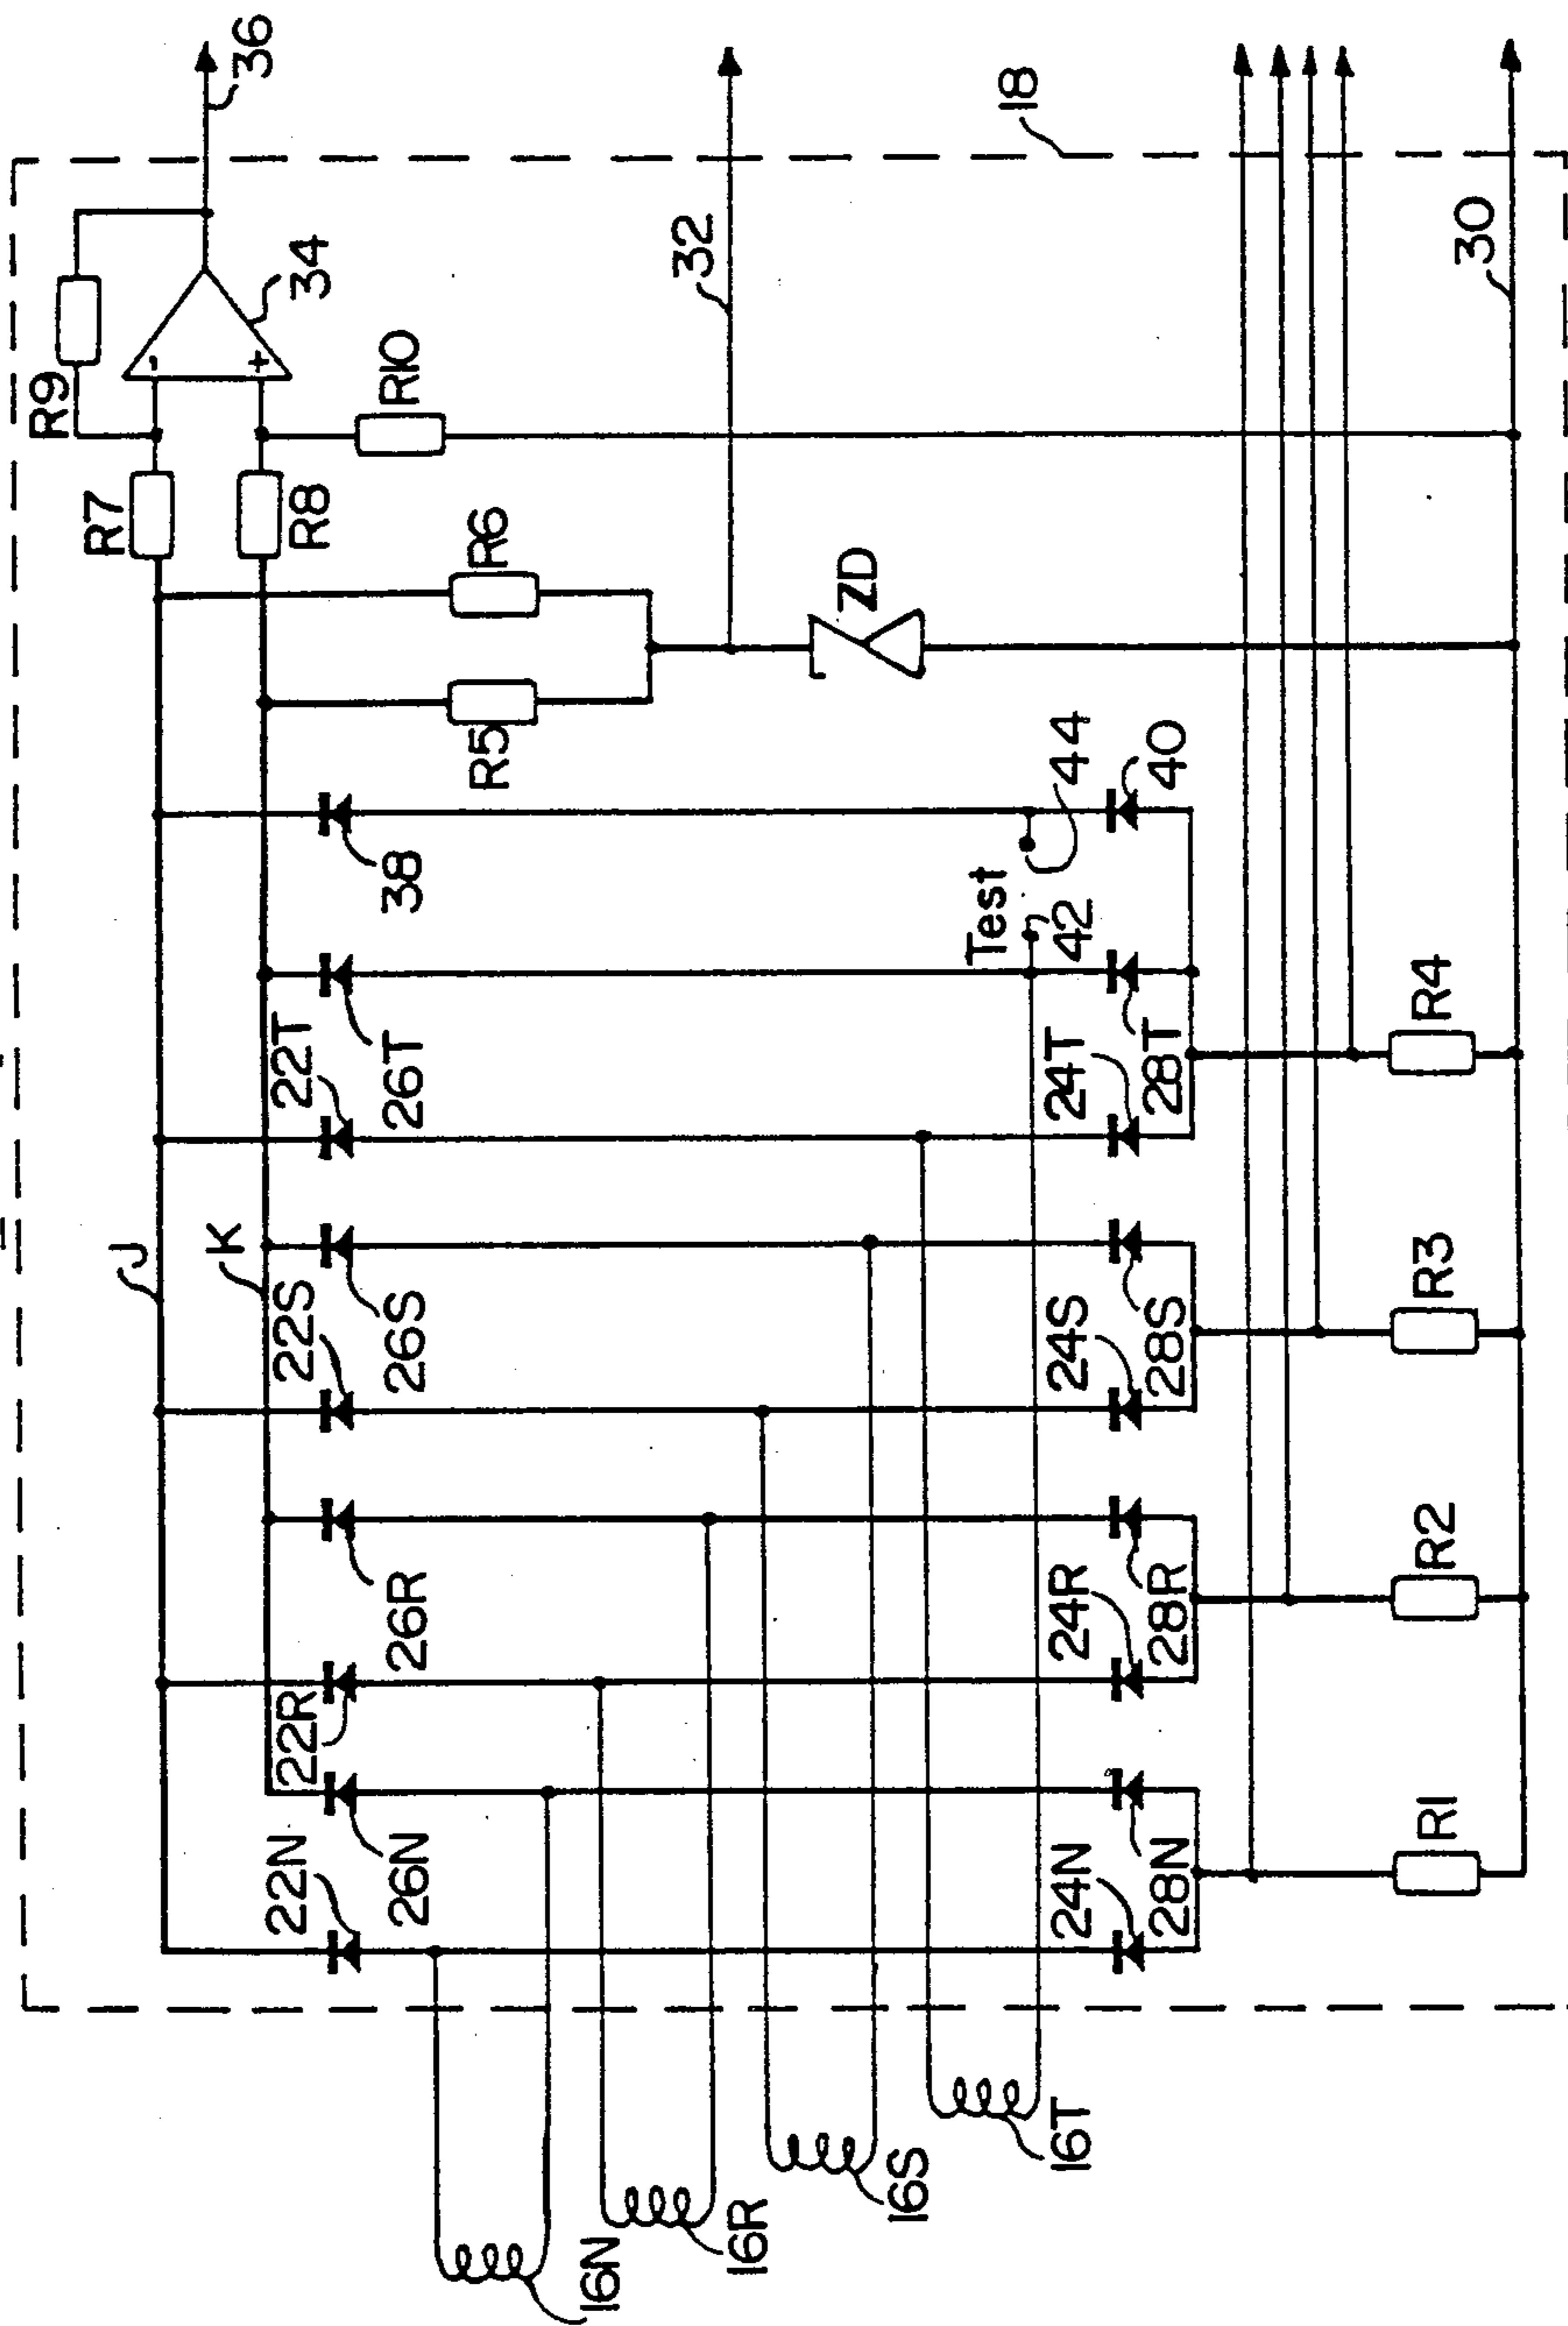 36
18
32
30
34
R9
R10
R7
R8
R6
ZD
R5
38
44
40
Test
42
22T
26T
24T
28T
R4
J
K
22S
26S
24S
28S
R3
26R
22R
24R
28R
R2
22N
26N
24N
28N
R1
16T
16S
16R
16N
-
+